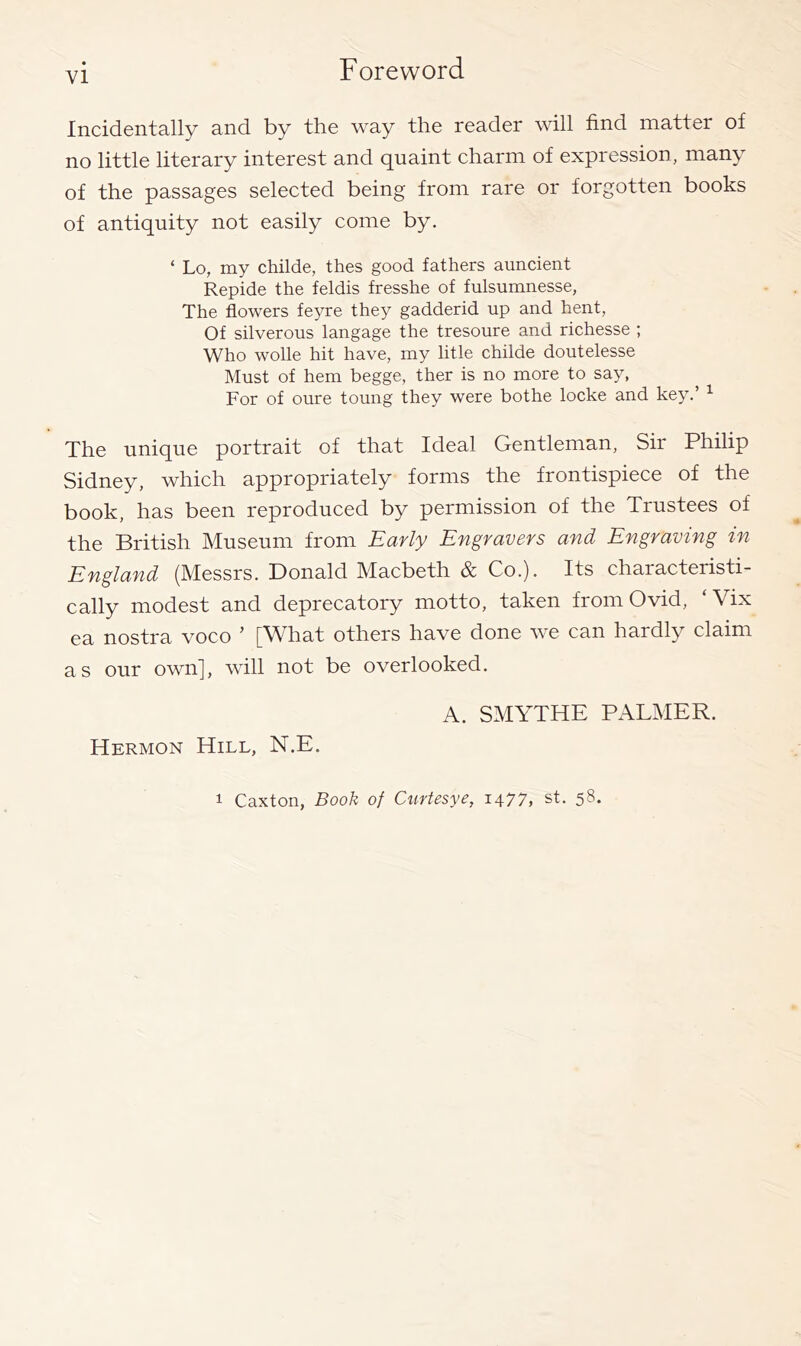 vi
Foreword
Incidentally and by the way the reader will find matter of
no little literary interest and quaint charm of expression, many
of the passages selected being from rare or forgotten books
of antiquity not easily come by.
‘ Lo, my childe, thes good fathers auncient
Repide the feldis fresshe of fulsumnesse,
The flowers feyre they gadderid up and hent,
Of silverous langage the tresoure and richesse ;
Who wolle hit have, my litle childe doutelesse
Must of hem begge, ther is no more to say,
For of oure toung they were bothe locke and key.’ 1
The unique portrait of that Ideal Gentleman, Sir Philip
Sidney, which appropriately forms the frontispiece of the
book, has been reproduced by permission of the Trustees of
the British Museum from Early Engravers and Engraving in
England (Messrs. Donald Macbeth & Co.). Its characteristi-
cally modest and deprecatory motto, taken from Ovid, ‘ Vix
ea nostra voco ’ [What others have done we can hardly claim
as our own], will not be overlooked.
A. SMYTHE PALMER.
Hermon Hill, N.E.
1 Caxton, Book of Curtesye, 1477, st. 58.